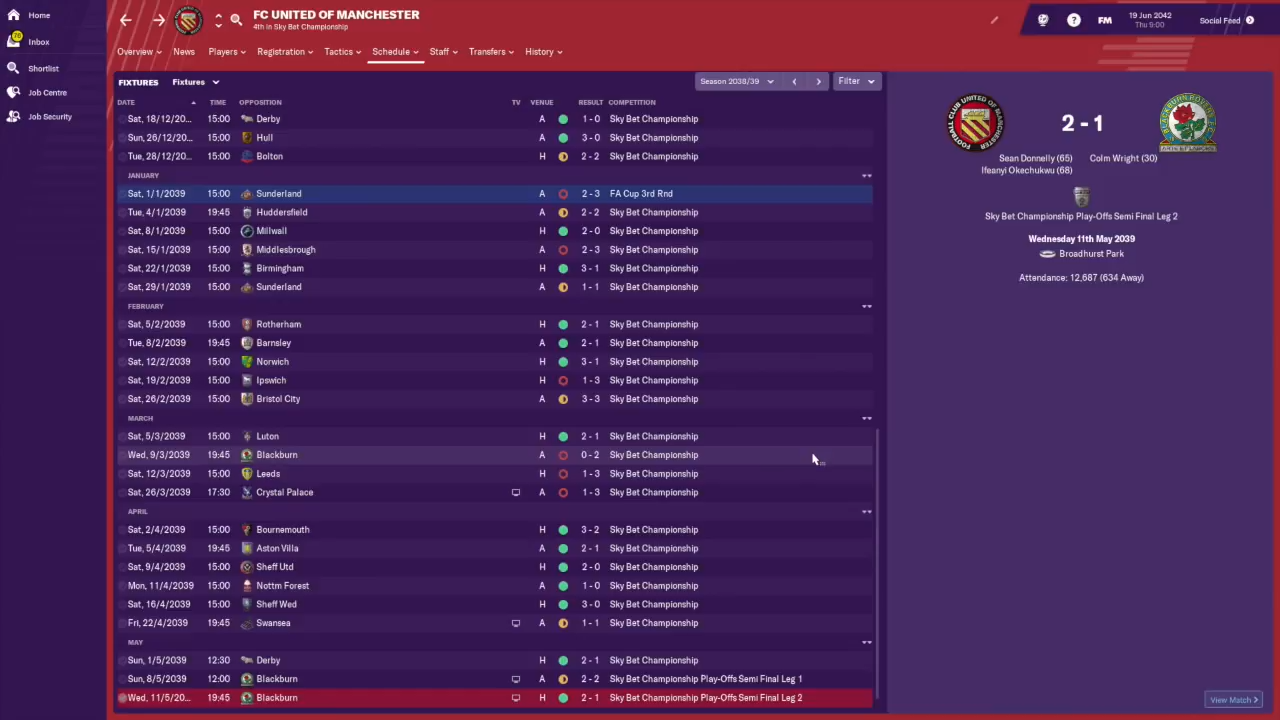 Home
Inbox
76
Shortlist
Job Centre
Job Security
FC UNITED OF MANCHESTER
4th in Sky Bet Championship
FM
19 Jun 2042
Thu 9:00
Social Feed
Overview News Players Registration Tactics Schedule Staff Transfers History
FIXTURES Fixtures Season 2038/39 Filter
DATE TIME OPPOSITION TV VENUE RESULT COMPETITION
Sat, 18/12/20... 15:00 Derby A 1 - 0 Sky Bet Championship
Sun, 26/12/20... 15:00 Hull A 3 - 0 Sky Bet Championship
Tue, 28/12/20... 15:00 Bolton H 2 - 2 Sky Bet Championship
JANUARY
Sat, 1/1/2039 15:00 Sunderland A 2 - 3 FA Cup 3rd Rnd
Tue, 4/1/2039 19:45 Huddersfield A 2 - 2 Sky Bet Championship
Sat, 8/1/2039 15:00 Millwall H 2 - 0 Sky Bet Championship
Sat, 15/1/2039 15:00 Middlesbrough A 2 - 3 Sky Bet Championship
Sat, 22/1/2039 15:00 Birmingham H 3 - 1 Sky Bet Championship
Sat, 29/1/2039 15:00 Sunderland A 1 - 1 Sky Bet Championship
FEBRUARY
Sat, 5/2/2039 15:00 Rotherham H 2 - 1 Sky Bet Championship
Tue, 8/2/2039 19:45 Barnsley A 2 - 1 Sky Bet Championship
Sat, 12/2/2039 15:00 Norwich H 3 - 1 Sky Bet Championship
Sat, 19/2/2039 15:00 Ipswich H 1 - 3 Sky Bet Championship
Sat, 26/2/2039 15:00 Bristol City A 3 - 3 Sky Bet Championship
MARCH
Sat, 5/3/2039 15:00 Luton H 2 - 1 Sky Bet Championship
Wed, 9/3/2039 19:45 Blackburn A 0 - 2 Sky Bet Championship
Sat, 12/3/2039 15:00 Leeds H 1 - 3 Sky Bet Championship
Sat, 26/3/2039 17:30 Crystal Palace A 1 - 3 Sky Bet Championship
APRIL
Sat, 2/4/2039 15:00 Bournemouth H 3 - 2 Sky Bet Championship
Tue, 5/4/2039 19:45 Aston Villa A 2 - 1 Sky Bet Championship
Sat, 9/4/2039 15:00 Sheff Utd H 2 - 0 Sky Bet Championship
Mon, 11/4/2039 15:00 Nottm Forest A 1 - 0 Sky Bet Championship
Sat, 16/4/2039 15:00 Sheff Wed H 3 - 0 Sky Bet Championship
Fri, 22/4/2039 19:45 Swansea A 1 - 1 Sky Bet Championship
MAY
Sun, 1/5/2039 12:30 Derby H 2 - 1 Sky Bet Championship
Sun, 8/5/2039 12:00 Blackburn A 2 - 2 Sky Bet Championship Play-Offs Semi Final Leg 1
Wed, 11/5/20... 19:45 Blackburn H 2 - 1 Sky Bet Championship Play-Offs Semi Final Leg 2
2 - 1
Sean Donnelly (65) Colm Wright (30)
Ifeanyi Okechukwu (68)
Sky Bet Championship Play-Offs Semi Final Leg 2
Wednesday 11th May 2039
Broadhurst Park
Attendance: 12,687 (634 Away)
View Match